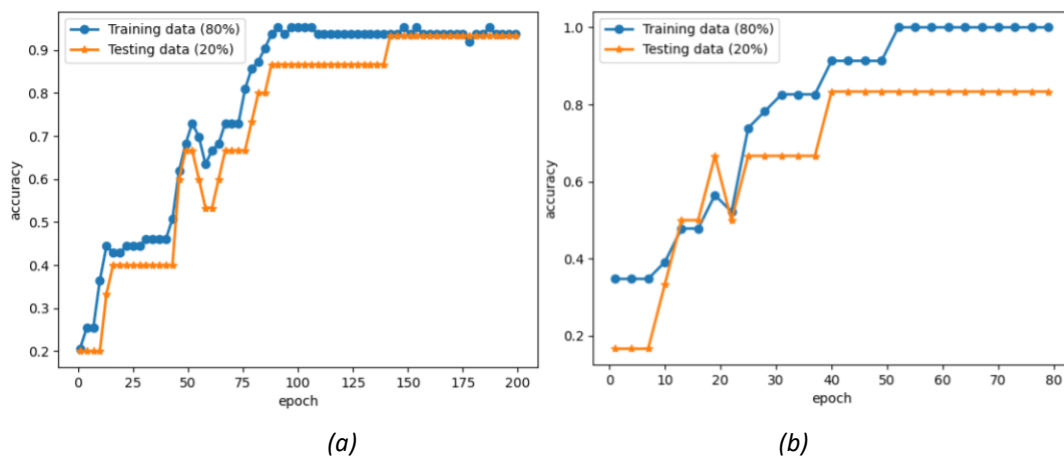 Training data (80%)
Testing data (20%)
accuracy
0.9
0.8
0.7
0.6
0.5
0.4
0.3
0.2
0 25 50 75 100 125 150 175 200
epoch
(a)
Training data (80%)
Testing data (20%)
accuracy
1.0
0.8
0.6
0.4
0.2
0 10 20 30 40 50 60 70 80
epoch
(b)